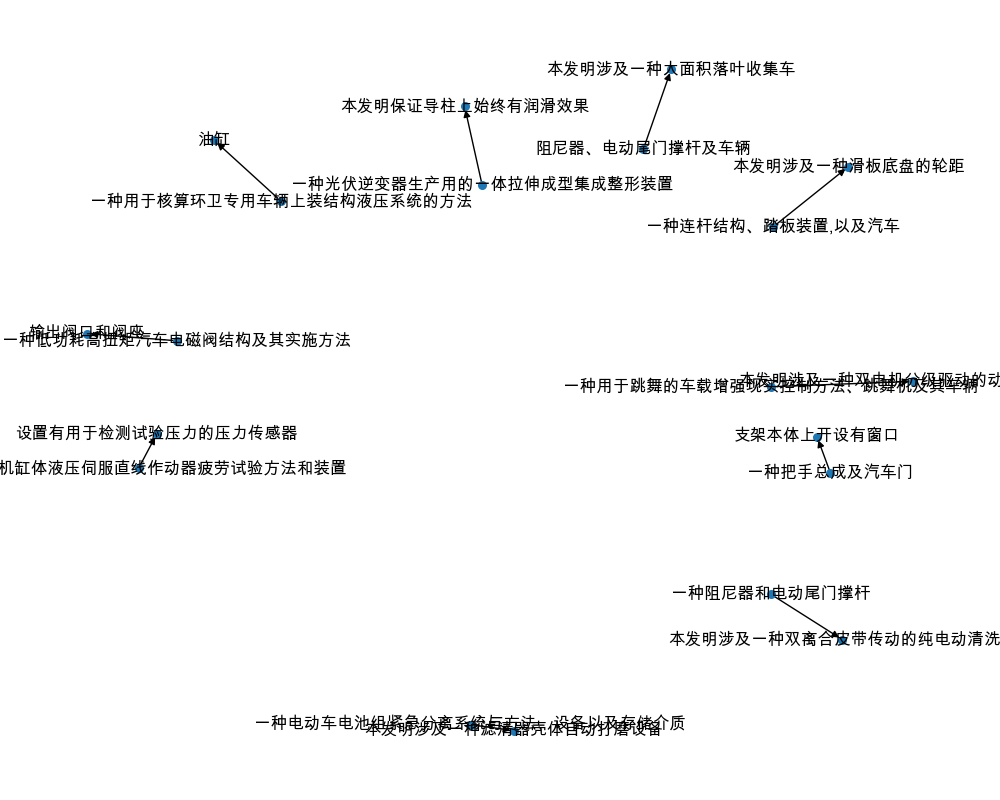 本发明涉及一种大面积落叶收集车
本发明保证导柱上始终有润滑效果
油缸
阻尼器、电动尾门撑杆及车辆
本发明涉及一种滑板底盘的轮距
一种光伏逆变器生产用的一体拉伸成型集成整形装置
一种用于核算环卫专用车辆上装结构液压系统的方法
一种连杆结构、踏板装置,以及汽车
输出阀口和阀座
一种低功耗高扭矩汽车电磁阀结构及其实施方法
本发明涉及一种双电机分级驱动的动
一种用于跳舞的车载增强现实控制方法、跳舞机及其车辆
设置有用于检测试验压力的压力传感器
支架本体上开设有窗口
机缸体液压伺服直线作动器疲劳试验方法和装置
一种把手总成及汽车门
一种阻尼器和电动尾门撑杆
本发明涉及一种双离合皮带传动的纯电动清洗
一种电动车电池组紧急分离系统与方法、设备以及存储介质
本发明涉及一种滤清器壳体自动打磨设备